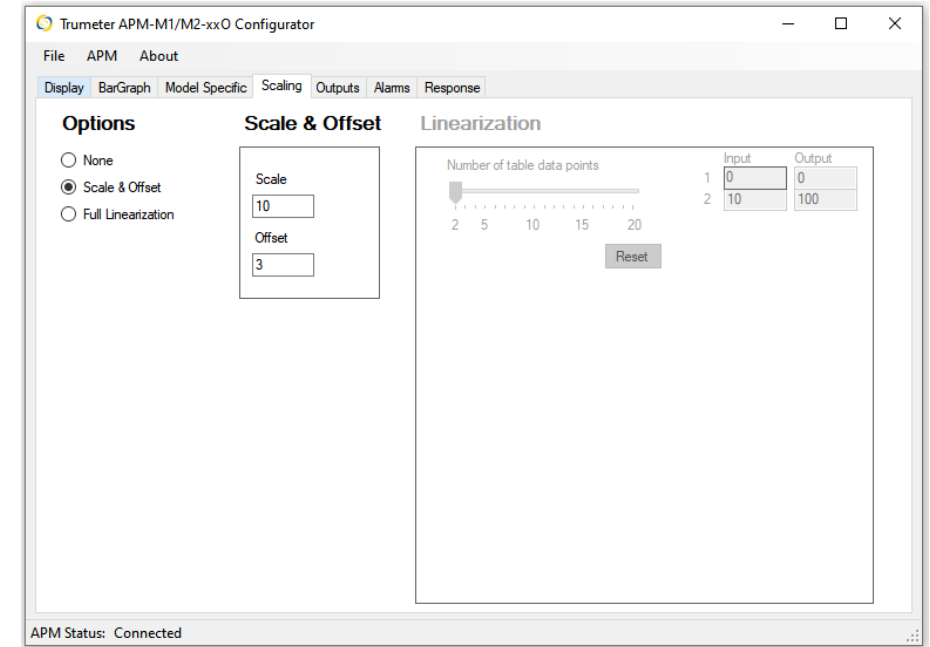 Trumeter APM-M1/M2-xxO Configurator
File APM About
Display BarGraph Model Specific Scaling Outputs Alarms Response
Options Scale & Offset Linearization
None
Scale & Offset
Full Linearization
Scale
10
Offset
3
Number of table data points
2 5 10 15 20
Reset
Input Output
1 0 0
2 10 100
APM Status: Connected